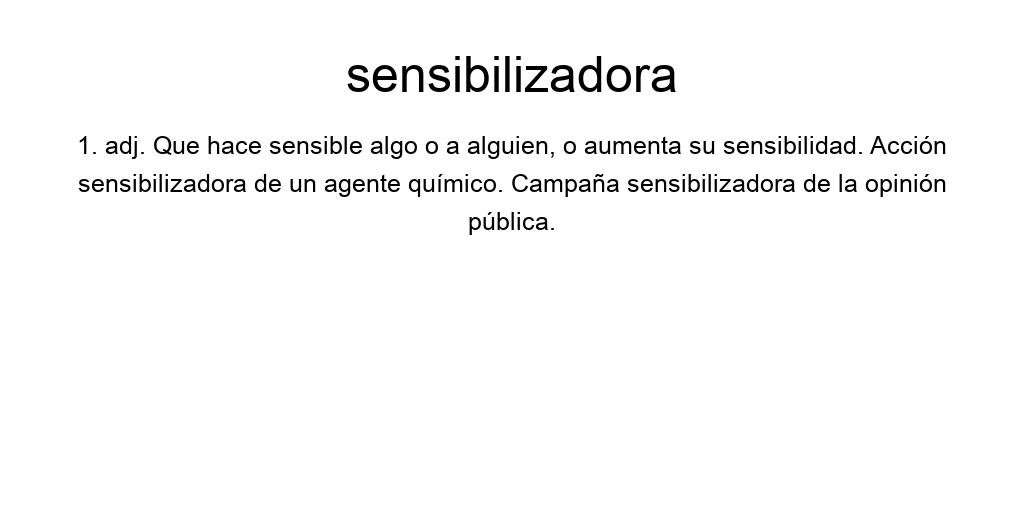 sensibilizadora
1. adj. Que hace sensible algo o a alguien, o aumenta su sensibilidad. Acción
sensibilizadora de un agente químico. Campaña sensibilizadora de la opinión
pública.